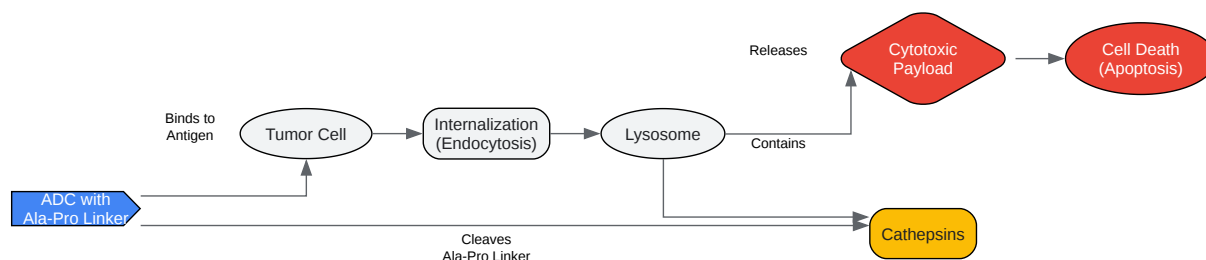 Releases
Cytotoxic
Payload
Cell Death
(Apoptosis)
Binds to
Antigen
Tumor Cell
Internalization
(Endocytosis)
Lysosome
Contains
ADC with
Ala-Pro Linker
Cathepsins
Cleaves
Ala-Pro Linker